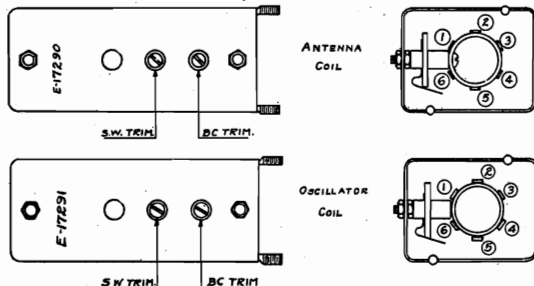 E-17290
S.W. TRIM.
BC TRIM.
ANTENNA
COIL
1
2
3
4
5
6
E-17291
S W TRIM.
BC TRIM
OSCILLATOR
COIL
1
2
3
4
5
6